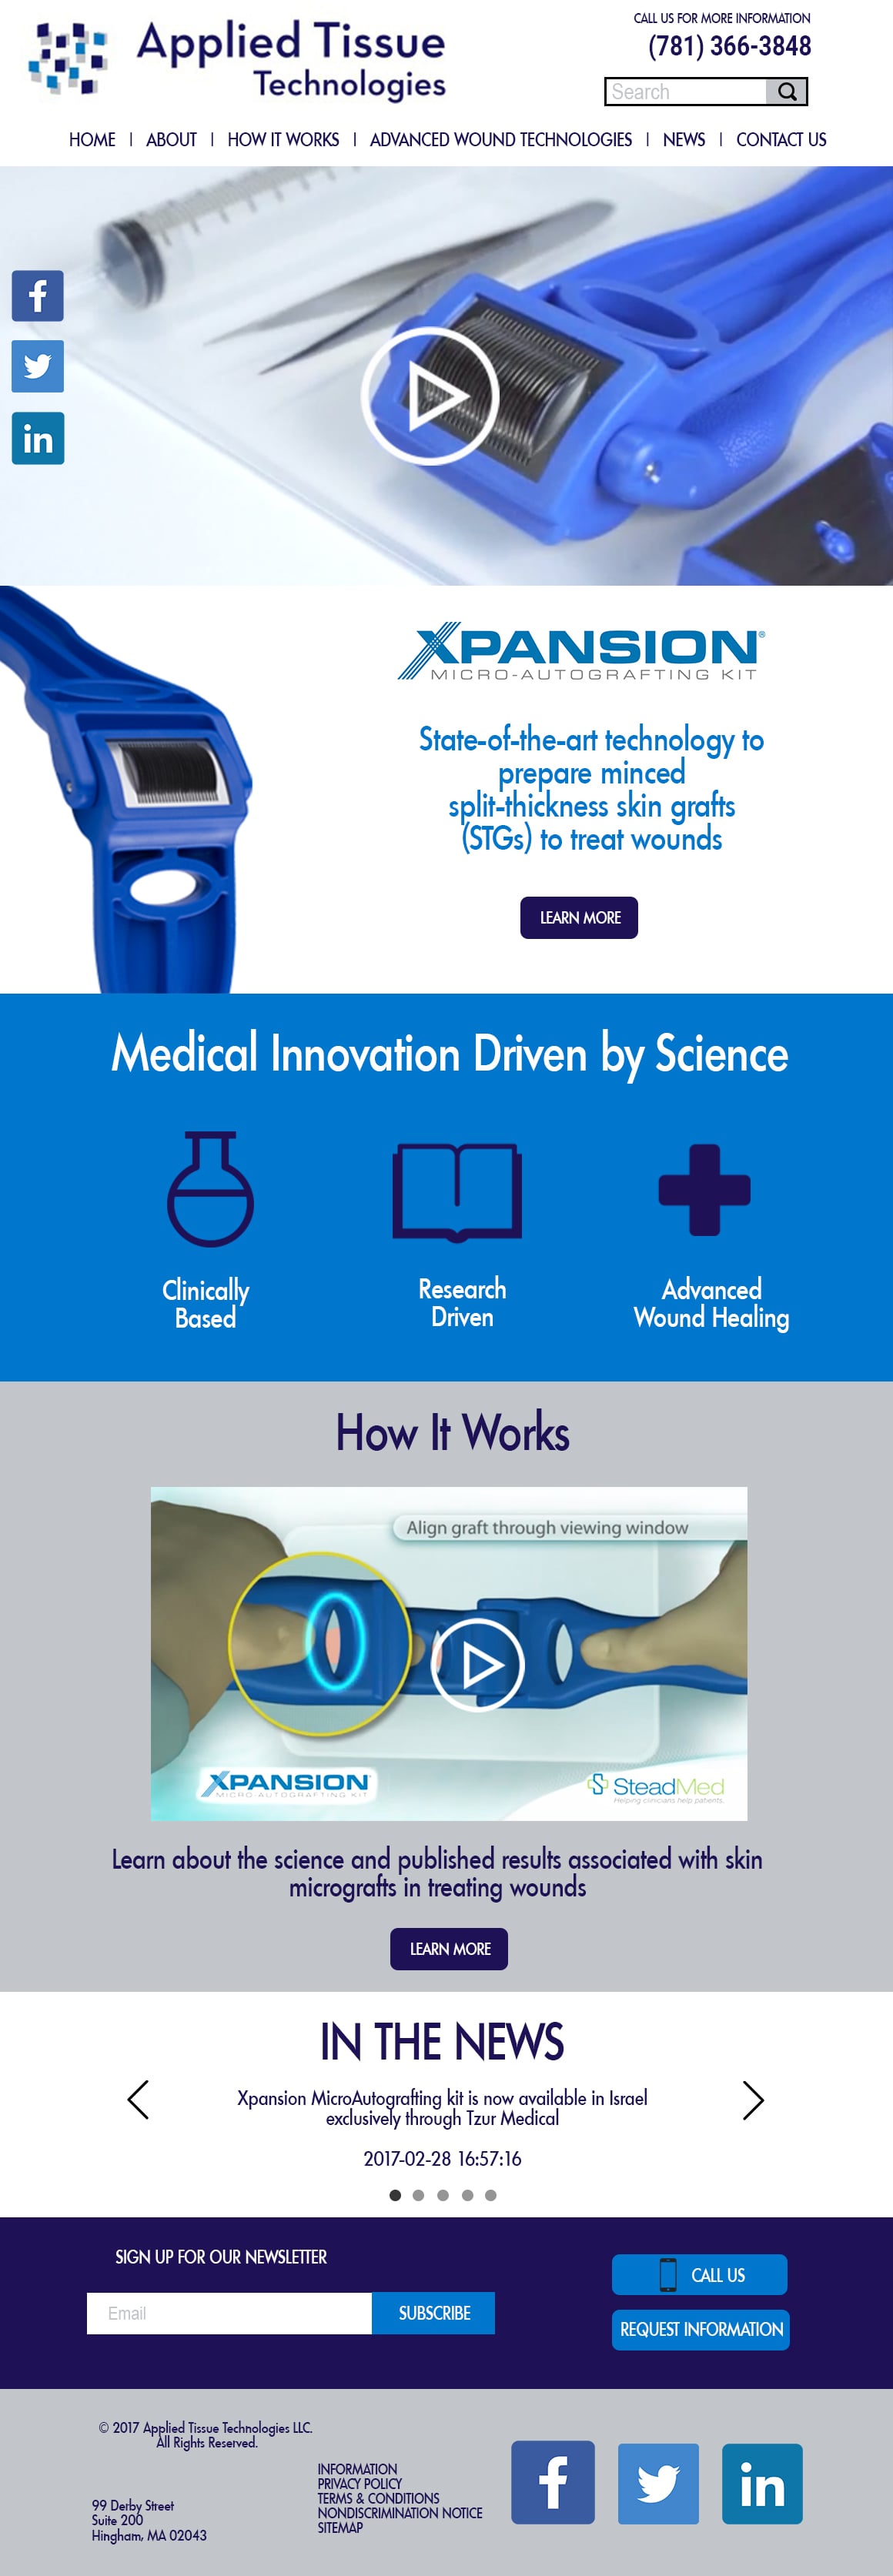 Applied Tissue
Technologies
CALL US FOR MORE INFORMATION
(781) 366-3848
Search
HOME | ABOUT | HOW IT WORKS | ADVANCED WOUND TECHNOLOGIES | NEWS | CONTACT US
XPANSION®
MICRO-AUTOGRAFTING KIT
State-of-the-art technology to
prepare minced
split-thickness skin grafts
(STGs) to treat wounds
LEARN MORE
Medical Innovation Driven by Science
Clinically
Based
Research
Driven
Advanced
Wound Healing
How It Works
Align graft through viewing window
XPANSION
MICRO-AUTOGRAFTING KIT
SteadMed
Helping clinicians help patients.
Learn about the science and published results associated with skin
micrografts in treating wounds
LEARN MORE
IN THE NEWS
Xpansion MicroAutografting kit is now available in Israel
exclusively through Tzur Medical
2017-02-28 16:57:16
SIGN UP FOR OUR NEWSLETTER
Email
SUBSCRIBE
CALL US
REQUEST INFORMATION
© 2017 Applied Tissue Technologies LLC.
All Rights Reserved.
99 Derby Street
Suite 200
Hingham, MA 02043
INFORMATION
PRIVACY POLICY
TERMS & CONDITIONS
NONDISCRIMINATION NOTICE
SITEMAP